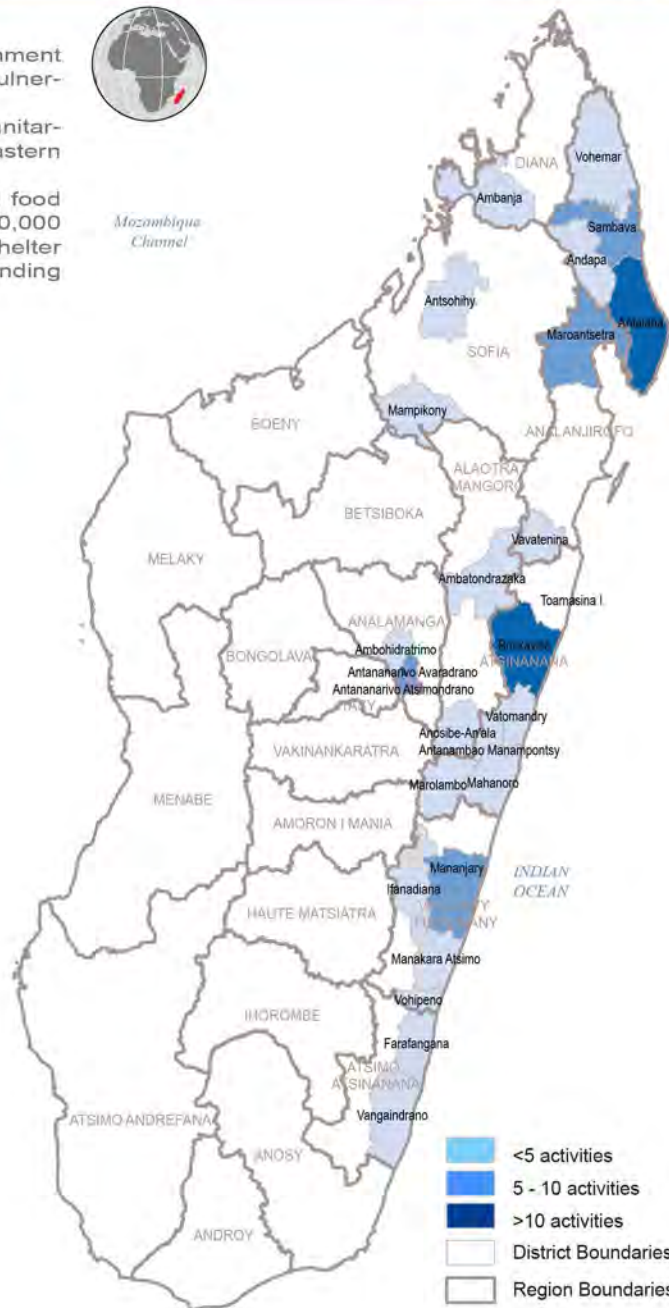 nment
ulner-
nitar-
astern
food
0,000
helter
nding
Mozambique
Channel
DIANA
Vohemar
Ambanja
Sambava
Andapa
Antsohihy
Antalaha
Maroantsetra
SOFIA
Mampikony
BOENY
ANALANJIROFO
ALAOTRA
MANGORO
BETSIBOKA
Vavatenina
MELAKY
Ambatondrazaka
Toamasina I
ANALAMANGA
Ambohidratrimo
BONGOLAVA
ATSINANANA
Antananarivo Avaradrano
Antananarivo Atsimondrano
Vatomandry
Anosibe-An'ala
VAKINANKARATRA
Antanambao Manampontsy
Marolambo
Mahanoro
MENABE
AMORON I MANIA
Mananjary
INDIAN
OCEAN
Ifanadiana
HAUTE MATSIATRA
Manakara Atsimo
Vohipeno
IHOROMBE
Farafangana
ATSIMO
ATSINANANA
Vangaindrano
ATSIMO ANDREFANA
ANOSY
ANDROY
<5 activities
5 - 10 activities
>10 activities
District Boundaries
Region Boundaries